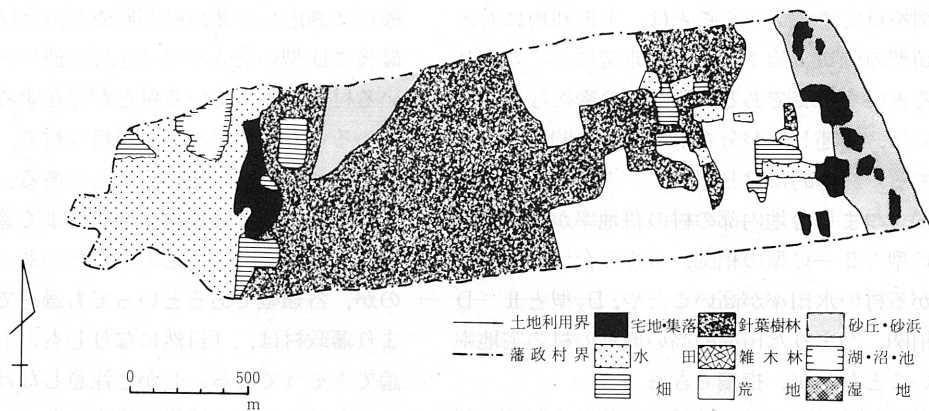 土地利用界 宅地・集落 針葉樹林 砂丘・砂浜
藩政村界 水田 雑木林 湖・沼・池
0 500 m 畑 荒地 湿地